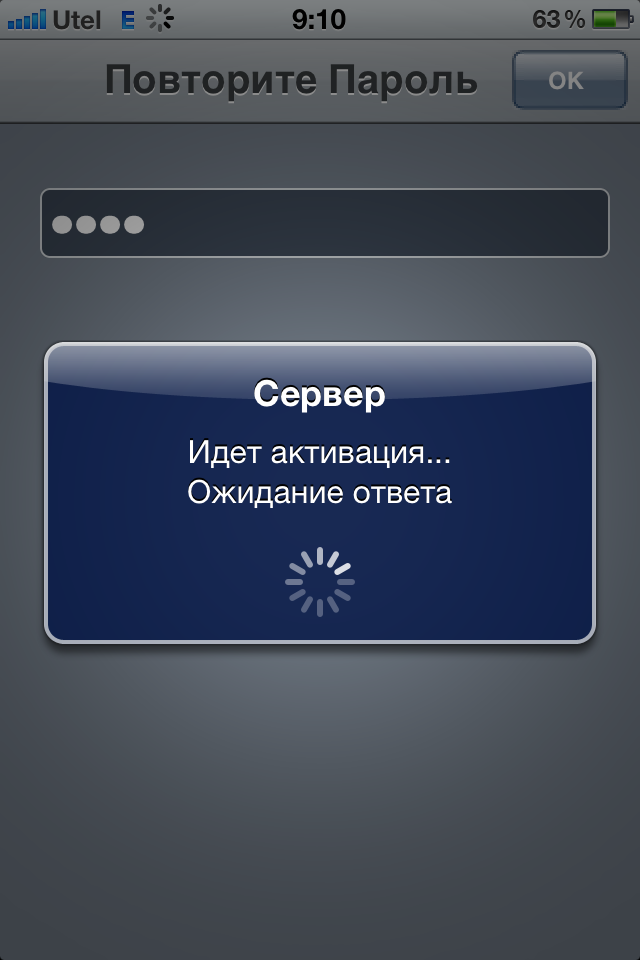 Utel E 9:10 63%
Повторите Пароль OK
Сервер
Идет активация...
Ожидание ответа